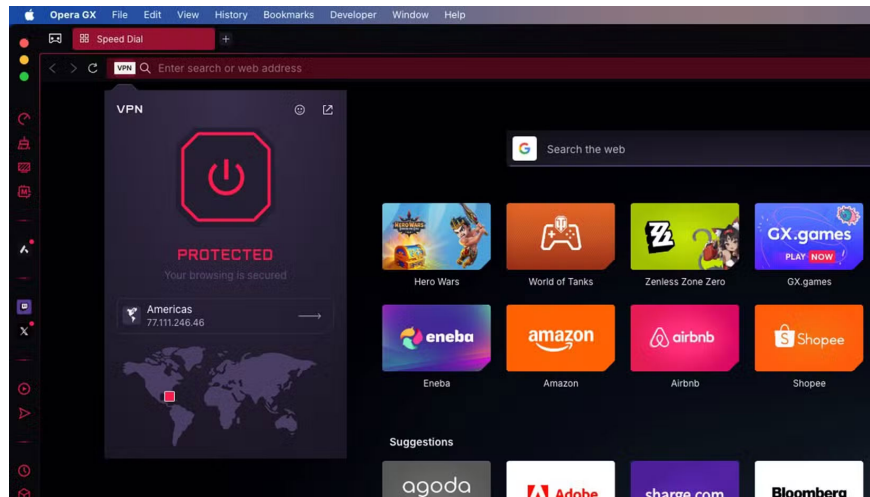 Opera GX File Edit View History Bookmarks Developer Window Help
Speed Dial
VPN Enter search or web address
VPN
PROTECTED
Your browsing is secured
Americas
77.111.246.46
G Search the web
HERO WARS
GX.games
PLAY NOW
Hero Wars World of Tanks Zenless Zone Zero GX.games
eneba amazon airbnb S Shopee
Eneba Amazon Airbnb Shopee
Suggestions
agoda Adobe sharge.com Bloomberg